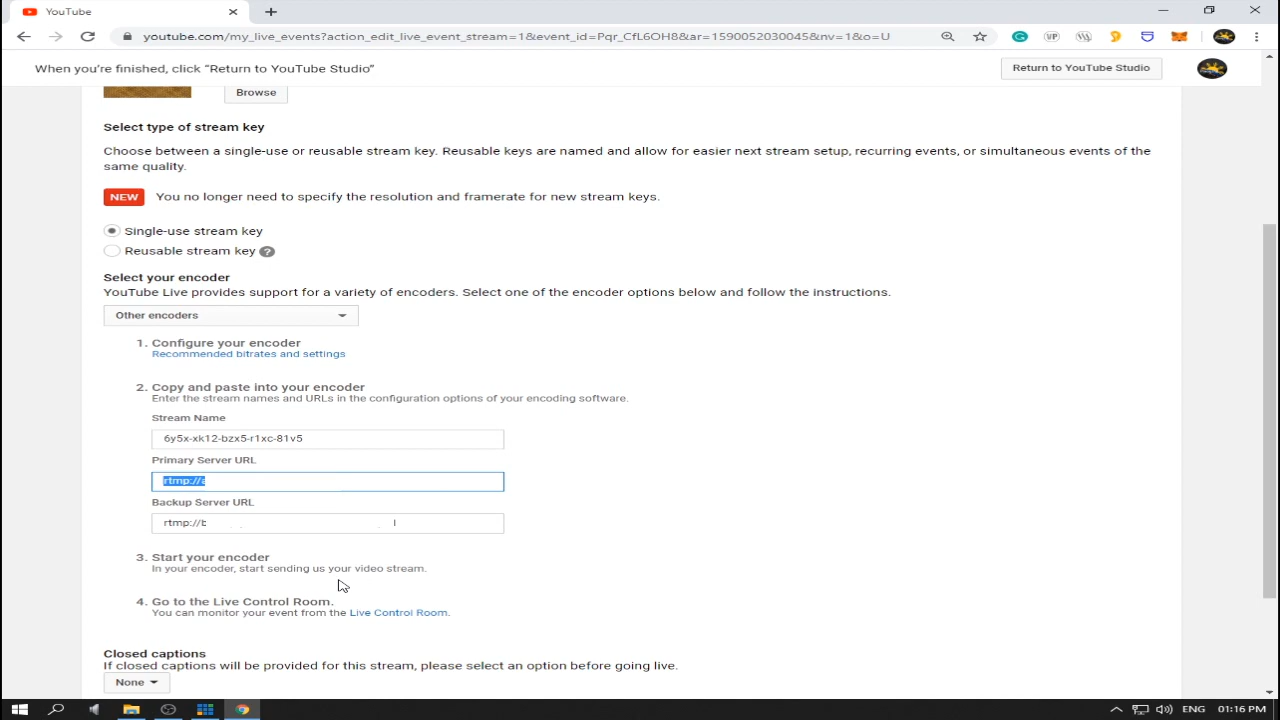 YouTube
youtube.com/my_live_events?action_edit_live_event_stream=1&event_id=Pqr_CfL6OH8&ar=1590052030045&nv=1&o=U
When you're finished, click "Return to YouTube Studio"
Return to YouTube Studio
Browse
Select type of stream key
Choose between a single-use or reusable stream key. Reusable keys are named and allow for easier next stream setup, recurring events, or simultaneous events of the
same quality.
NEW You no longer need to specify the resolution and framerate for new stream keys.
Single-use stream key
Reusable stream key ?
Select your encoder
YouTube Live provides support for a variety of encoders. Select one of the encoder options below and follow the instructions.
Other encoders
1. Configure your encoder
Recommended bitrates and settings
2. Copy and paste into your encoder
Enter the stream names and URLs in the configuration options of your encoding software.
Stream Name
6y5x-xk12-bzx5-r1xc-81v5
Primary Server URL
rtmp://a
Backup Server URL
rtmp://b
3. Start your encoder
In your encoder, start sending us your video stream.
4. Go to the Live Control Room.
You can monitor your event from the Live Control Room.
Closed captions
If closed captions will be provided for this stream, please select an option before going live.
None
ENG 01:16 PM